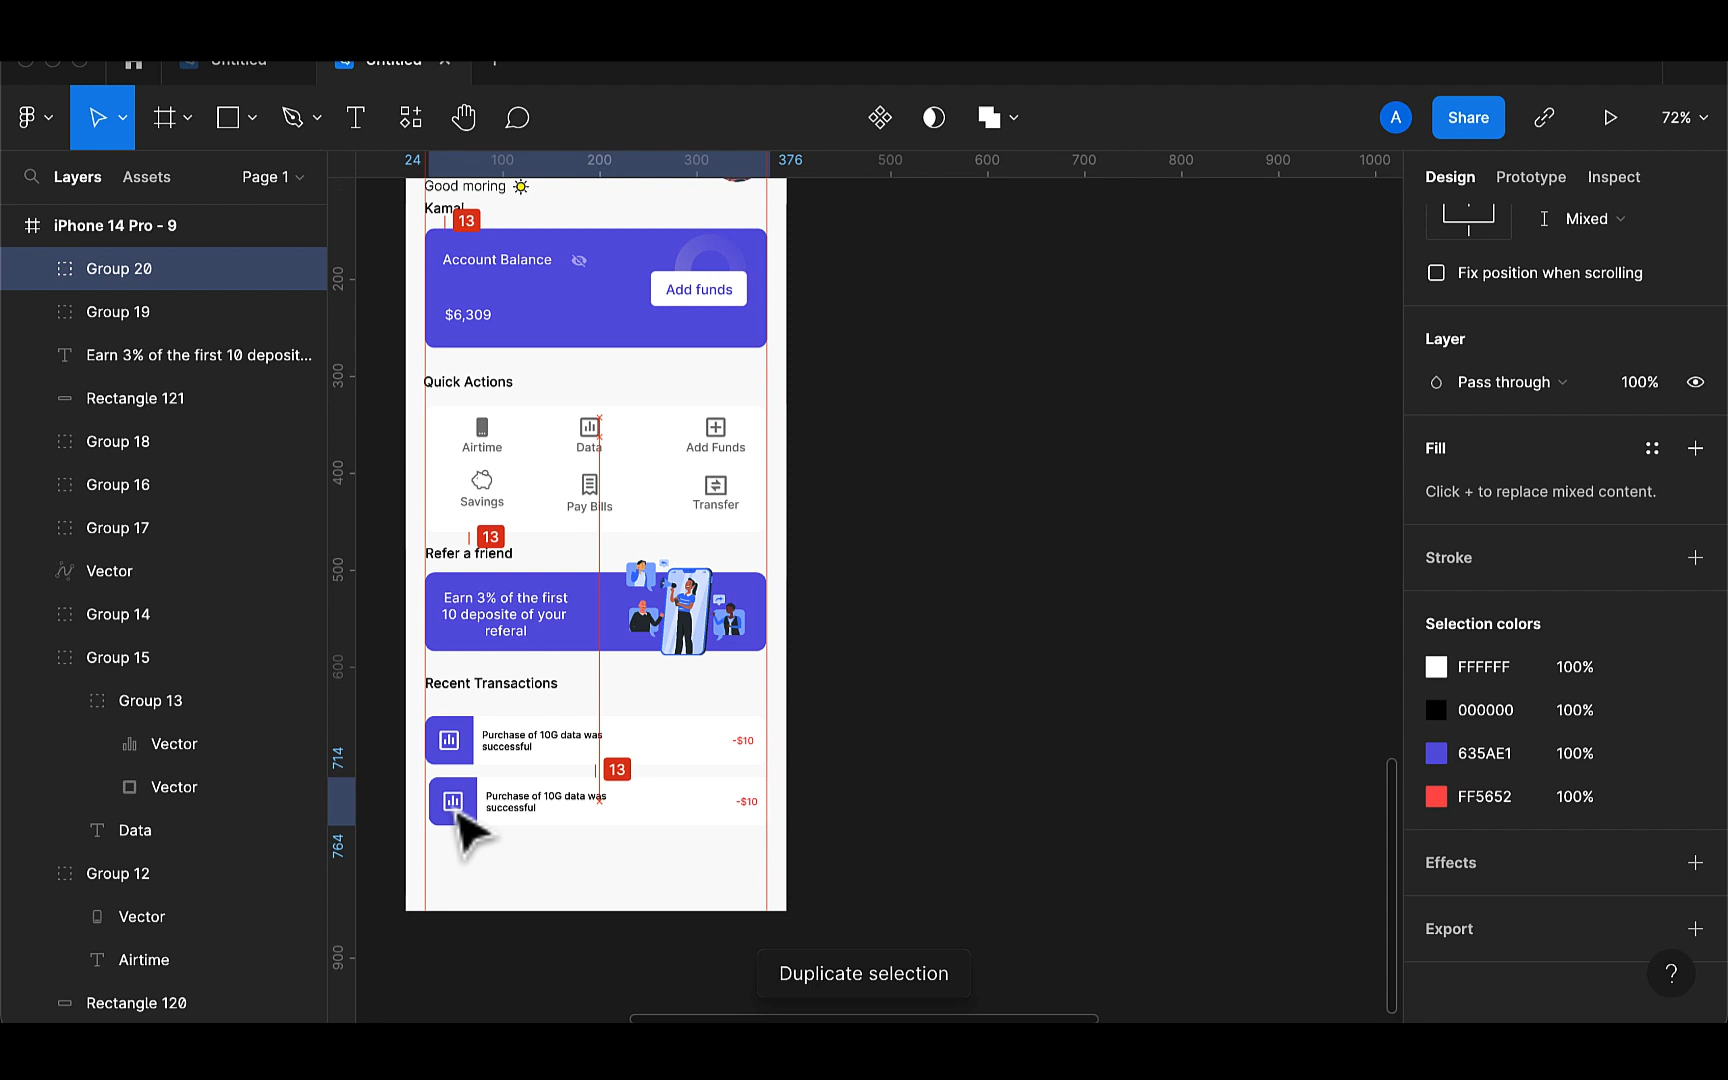 Untitled
Untitled
A
Share
72%
Layers
Assets
Page 1
iPhone 14 Pro - 9
Group 20
Group 19
Earn 3% of the first 10 deposit...
Rectangle 121
Group 18
Group 16
Group 17
Vector
Group 14
Group 15
Group 13
Vector
Vector
Data
Group 12
Vector
Airtime
Rectangle 120
24
100
200
300
376
500
600
700
800
900
1000
200
300
400
500
600
714
764
900
Good moring
Kamal
13
Account Balance
Add funds
$6,309
Quick Actions
Airtime
Data
Add Funds
Savings
Pay Bills
Transfer
13
Refer a friend
Earn 3% of the first
10 deposite of your
referal
Recent Transactions
Purchase of 10G data was
successful
-$10
13
Purchase of 10G data was
successful
-$10
Duplicate selection
Design
Prototype
Inspect
Mixed
Fix position when scrolling
Layer
Pass through
100%
Fill
Click + to replace mixed content.
Stroke
Selection colors
FFFFFF 100%
000000 100%
635AE1 100%
FF5652 100%
Effects
Export
?